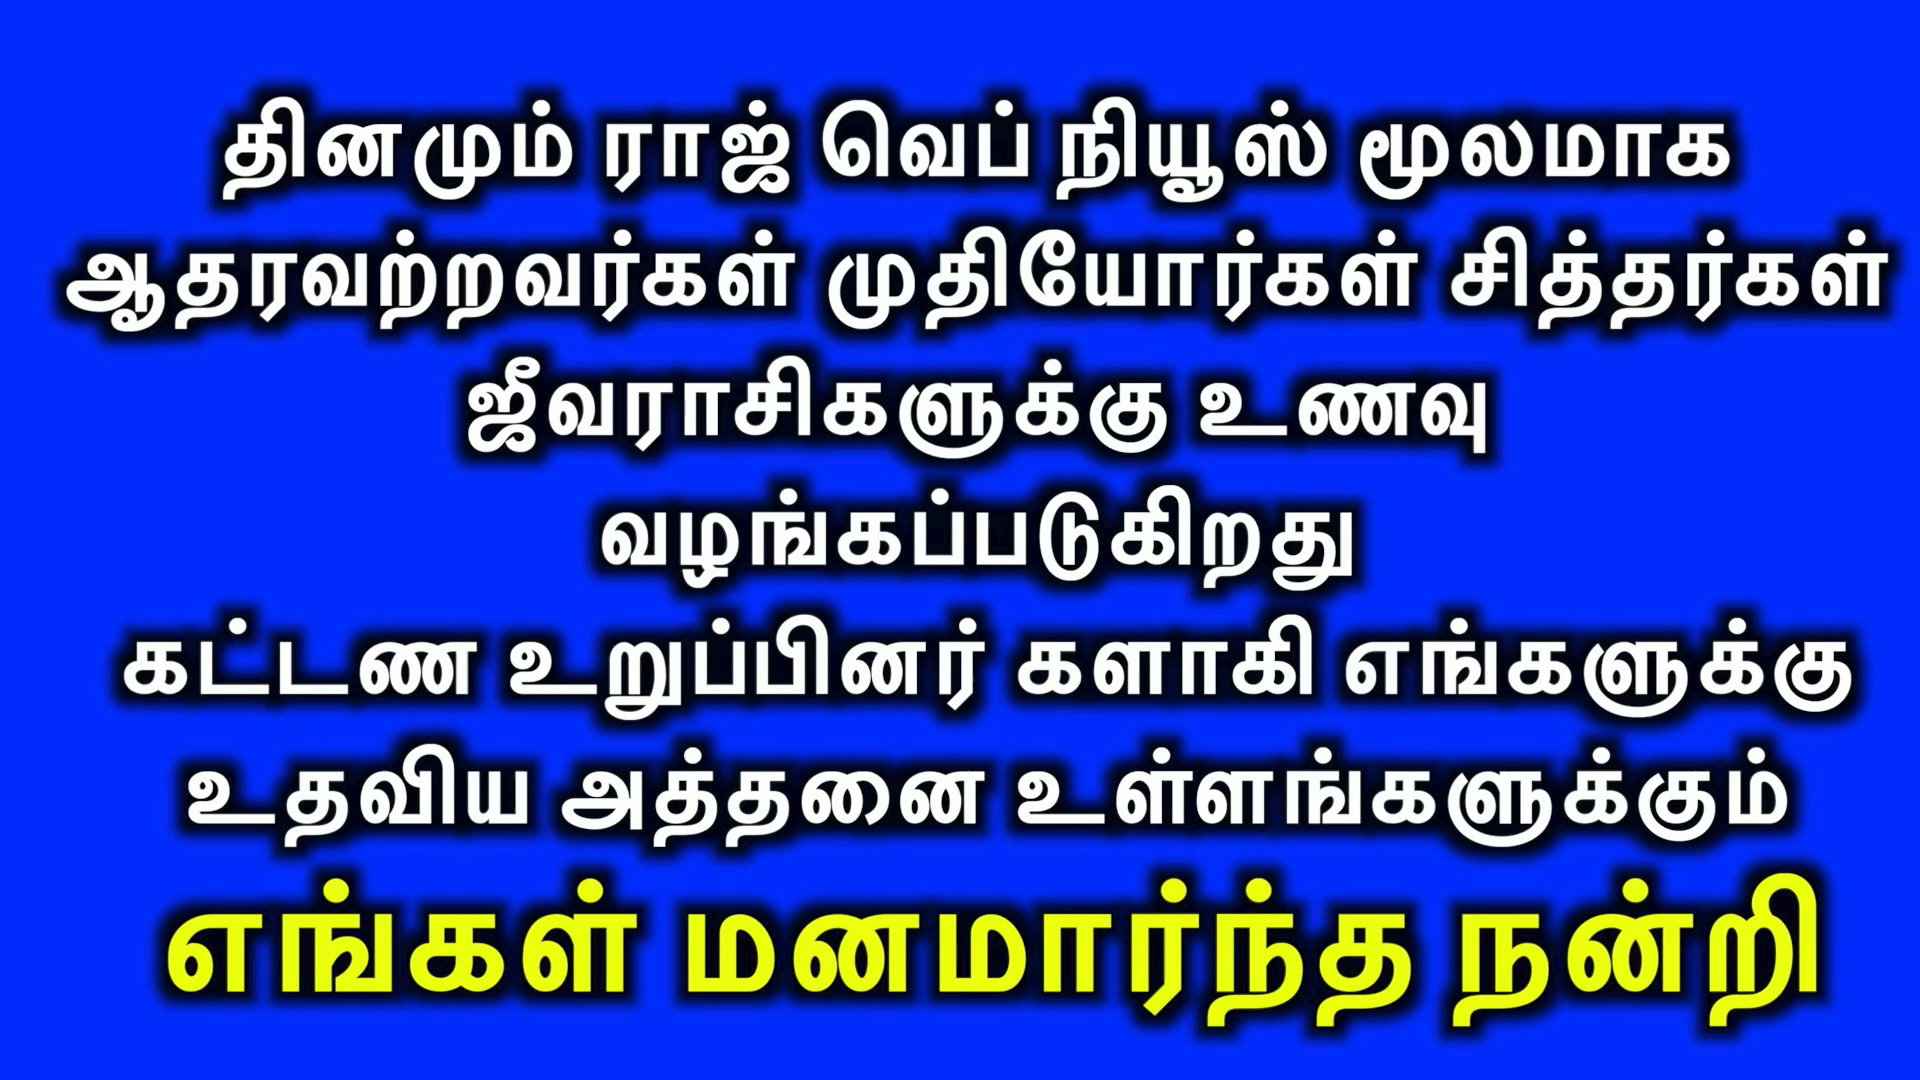 தினமும் ராஜ் வெப் நியூஸ் மூலமாக
ஆதரவற்றவர்கள் முதியோர்கள் சித்தர்கள்
ஜீவராசிகளுக்கு உணவு
வழங்கப்படுகிறது
கட்டண உறுப்பினர் களாகி எங்களுக்கு
உதவிய அத்தனை உள்ளங்களுக்கும்
எங்கள் மனமார்ந்த நன்றி